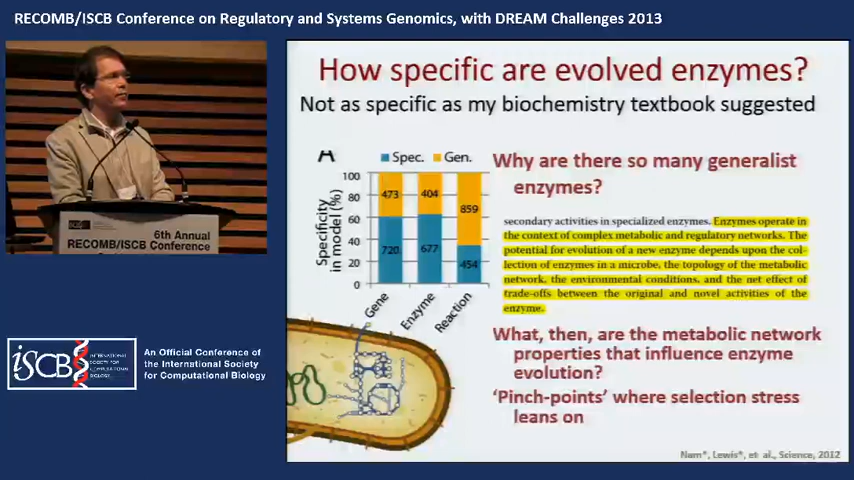 RECOMB/ISCB Conference on Regulatory and Systems Genomics, with DREAM Challenges 2013
6th Annual
RECOMB/ISCB Conference
iSCB
INTERNATIONAL
SOCIETY FOR
COMPUTATIONAL
BIOLOGY
An Official Conference of
the International Society
for Computational Biology
How specific are evolved enzymes?
Not as specific as my biochemistry textbook suggested
A
Spec. Gen.
Specificity
in model (%)
100
80
60
40
20
0
473 404 859
720 677 454
Gene
Enzyme
Reaction
Why are there so many generalist
enzymes?
secondary activities in specialized enzymes. Enzymes operate in
the context of complex metabolic and regulatory networks. The
potential for evolution of a new enzyme depends upon the col-
lection of enzymes in a microbe, the topology of the metabolic
network, the environmental conditions, and the net effect of
trade-offs between the original and novel activities of the
enzyme.
What, then, are the metabolic network
properties that influence enzyme
evolution?
‘Pinch-points’ where selection stress
leans on
Nam*, Lewis*, et. al., Science, 2012